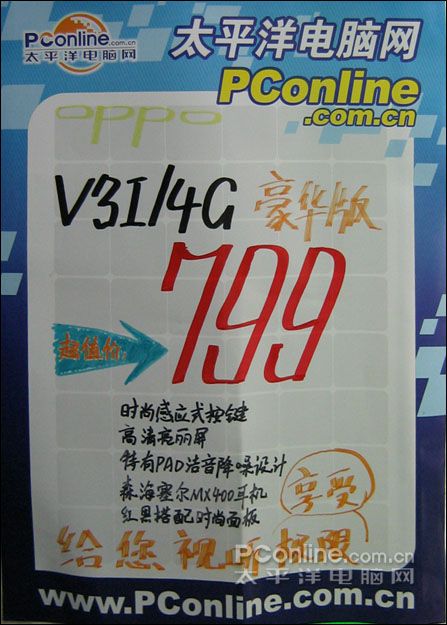 PConline.com.cn
太平洋电脑网
太平洋电脑网
PConline
.com.cn
oppo
V3I/4G 豪华版
超值价:
799
时尚感应式按键
高清亮丽屏
特有PAD洁音降噪设计
森海塞尔MX400耳机
红黑搭配时尚面板
享受
给您视听极限
PConline.com.cn
太平洋电脑网
www.PConline.com.cn